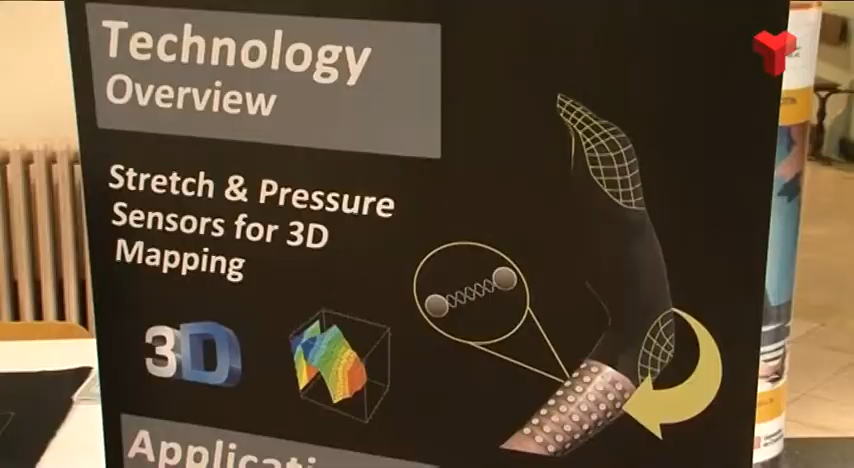 Technology
Overview
Stretch & Pressure
Sensors for 3D
Mapping
3D